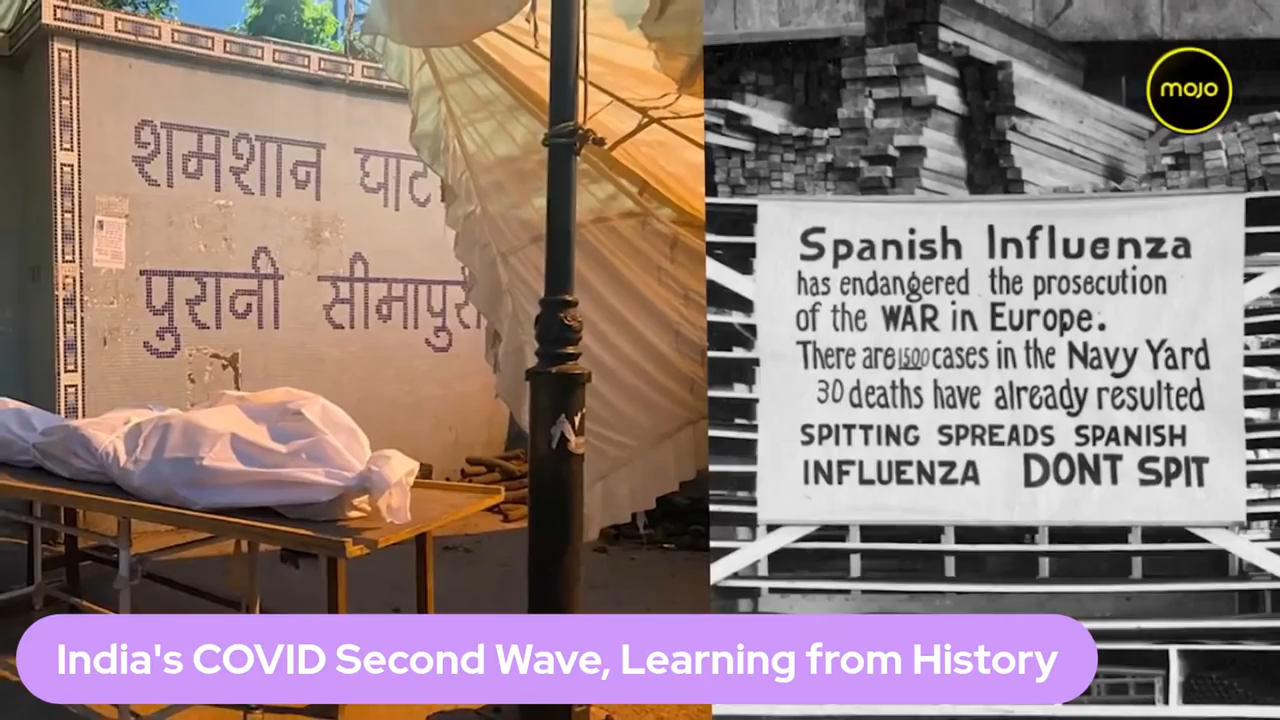 शमशान घाट
पुरानी सीमापुरी
mojo
Spanish Influenza
has endangered the prosecution
of the WAR in Europe.
There are 1500 cases in the Navy Yard
30 deaths have already resulted
SPITTING SPREADS SPANISH
INFLUENZA DONT SPIT
India's COVID Second Wave, Learning from History